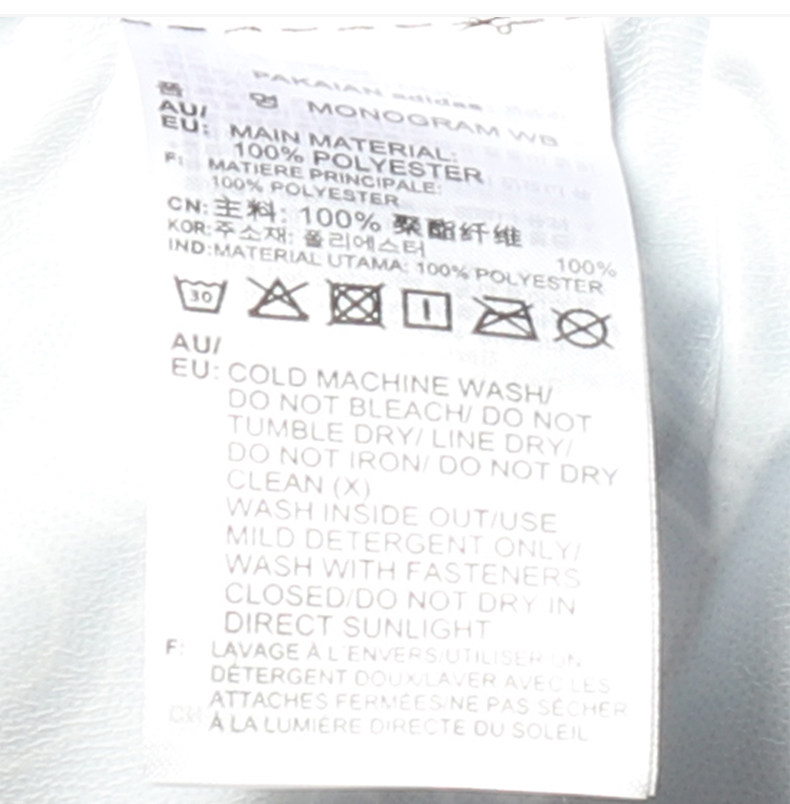 PAKAIAN adidas
품 명 MONOGRAM WB
AU/
EU: MAIN MATERIAL:
100% POLYESTER
F: MATIERE PRINCIPALE:
100% POLYESTER
CN: 主料: 100% 聚酯纤维
KOR: 주소재: 폴리에스터 100%
IND: MATERIAL UTAMA: 100% POLYESTER
30
AU/
EU: COLD MACHINE WASH/
DO NOT BLEACH/ DO NOT
TUMBLE DRY/ LINE DRY/
DO NOT IRON/ DO NOT DRY
CLEAN (X)
WASH INSIDE OUT/USE
MILD DETERGENT ONLY/
WASH WITH FASTENERS
CLOSED/DO NOT DRY IN
DIRECT SUNLIGHT
F: LAVAGE À L'ENVERS/UTILISER UN
DÉTERGENT DOUX/LAVER AVEC LES
ATTACHES FERMÉES/NE PAS SÉCHER
À LA LUMIÈRE DIRECTE DU SOLEIL